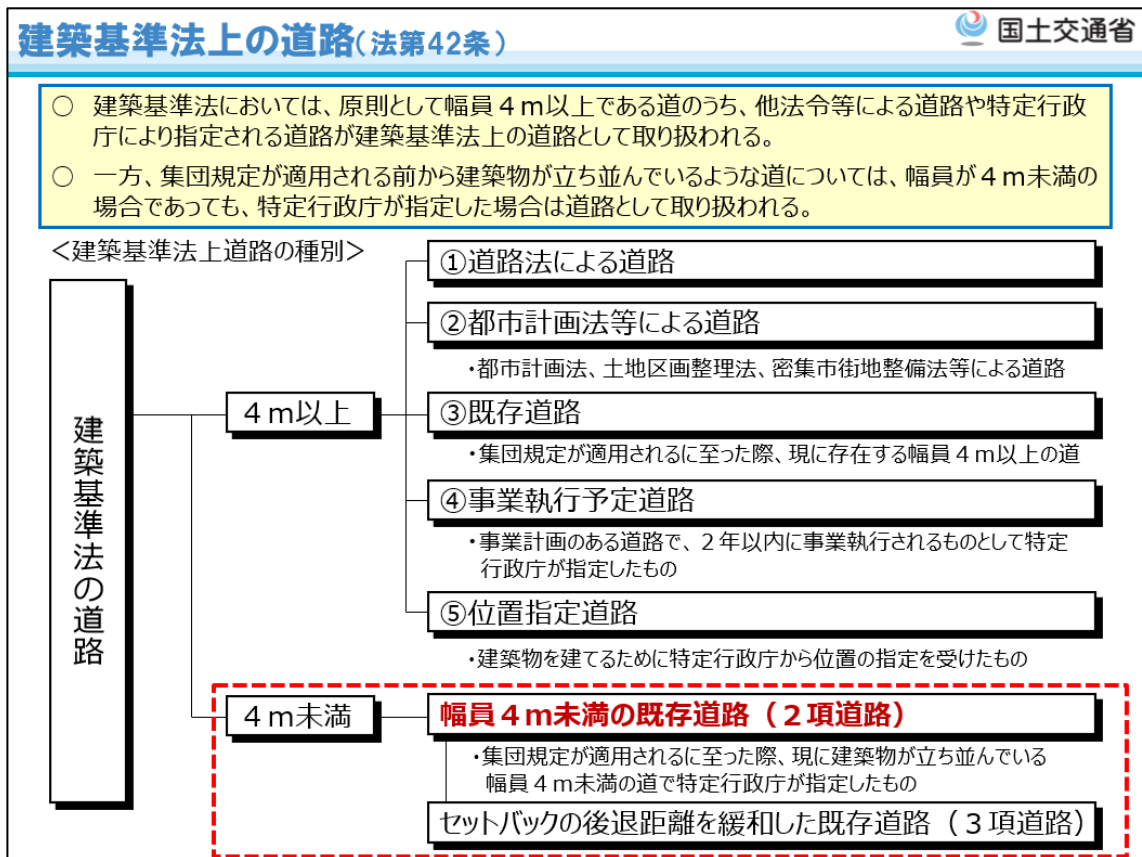 建築基準法上の道路(法第42条)
国土交通省
○ 建築基準法においては、原則として幅員４ｍ以上である道のうち、他法令等による道路や特定行政
庁により指定される道路が建築基準法上の道路として取り扱われる。
○ 一方、集団規定が適用される前から建築物が立ち並んでいるような道については、幅員が４ｍ未満の
場合であっても、特定行政庁が指定した場合は道路として取り扱われる。
＜建築基準法上道路の種別＞
建築基準法の道路
４ｍ以上
①道路法による道路
②都市計画法等による道路
・都市計画法、土地区画整理法、密集市街地整備法等による道路
③既存道路
・集団規定が適用されるに至った際、現に存在する幅員４ｍ以上の道
④事業執行予定道路
・事業計画のある道路で、２年以内に事業執行されるものとして特定
行政庁が指定したもの
⑤位置指定道路
・建築物を建てるために特定行政庁から位置の指定を受けたもの
４ｍ未満
幅員４ｍ未満の既存道路（２項道路）
・集団規定が適用されるに至った際、現に建築物が立ち並んでいる
幅員４ｍ未満の道で特定行政庁が指定したもの
セットバックの後退距離を緩和した既存道路（３項道路）